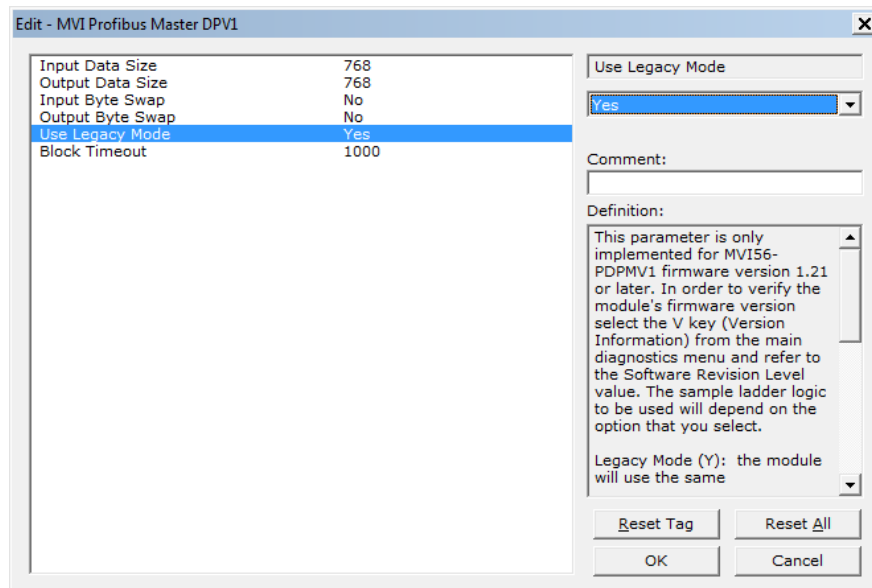 Edit - MVI Profibus Master DPV1
Input Data Size 768
Output Data Size 768
Input Byte Swap No
Output Byte Swap No
Use Legacy Mode Yes
Block Timeout 1000
Use Legacy Mode
Yes
Comment:
Definition:
This parameter is only
implemented for MVI56-
PDPMV1 firmware version 1.21
or later. In order to verify the
module's firmware version
select the V key (Version
Information) from the main
diagnostics menu and refer to
the Software Revision Level
value. The sample ladder logic
to be used will depend on the
option that you select.
Legacy Mode (Y): the module
will use the same
Reset Tag Reset All
OK Cancel